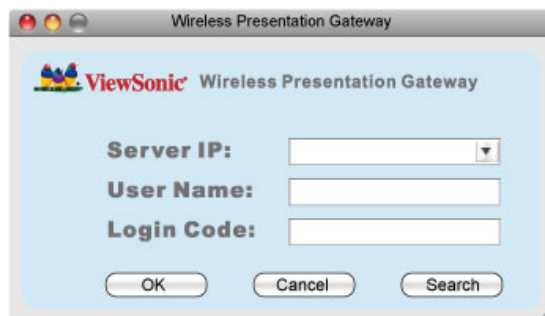 Wireless Presentation Gateway
ViewSonic Wireless Presentation Gateway
Server IP:
User Name:
Login Code:
OK Cancel Search